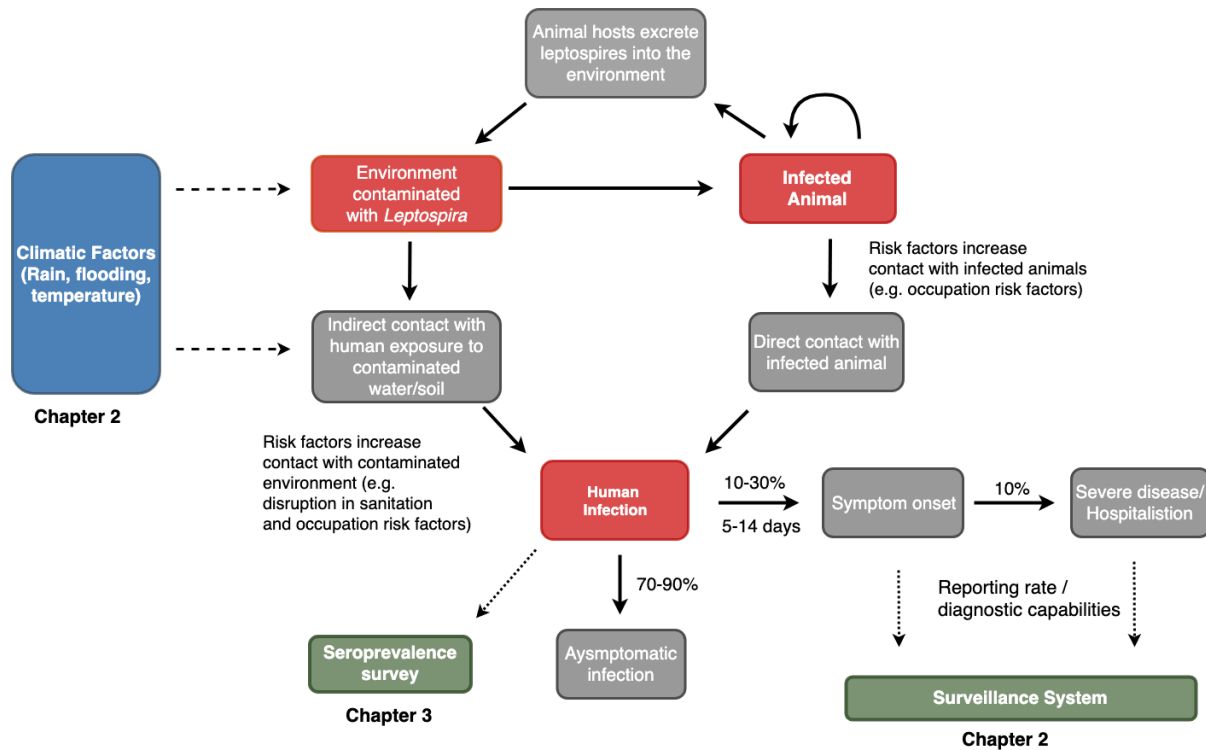 Animal hosts excrete
leptospires into the
environment
Climatic Factors
(Rain, flooding,
temperature)
Chapter 2
Environment
contaminated
with Leptospira
Infected
Animal
Risk factors increase
contact with infected animals
(e.g. occupation risk factors)
Indirect contact with
human exposure to
contaminated
water/soil
Direct contact with
infected animal
Risk factors increase
contact with contaminated
environment (e.g.
disruption in sanitation
and occupation risk factors)
Human
Infection
10-30%
5-14 days
Symptom onset
10%
Severe disease/
Hospitalistion
70-90%
Reporting rate /
diagnostic capabilities
Seroprevalence
survey
Chapter 3
Aysmptomatic
infection
Surveillance System
Chapter 2